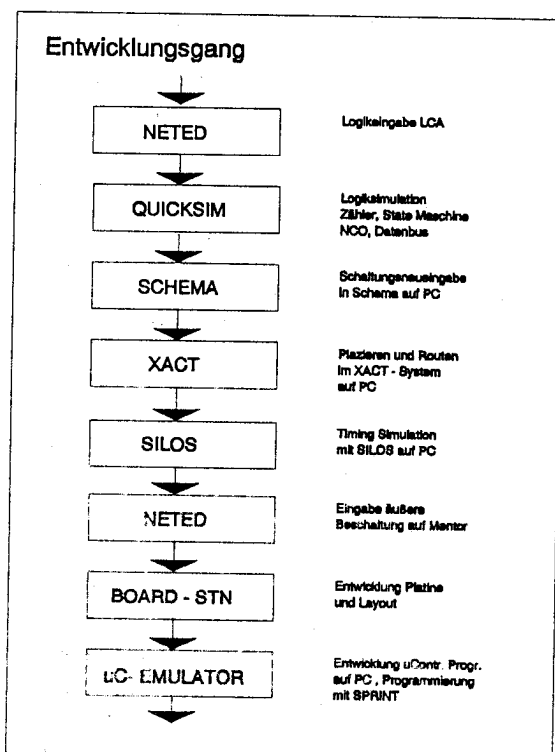 Entwicklungsgang
NETED
Logikeingabe LCA
QUICKSIM
Logiksimulation
Zähler, State Maschine
NCO, Datenbus
SCHEMA
Schaltungsneueingabe
in Schema auf PC
XACT
Plazieren und Routen
im XACT - System
auf PC
SILOS
Timing Simulation
mit SILOS auf PC
NETED
Eingabe äußere
Beschaltung auf Mentor
BOARD - STN
Entwicklung Platine
und Layout
uC- EMULATOR
Entwicklung uContr. Progr.
auf PC , Programmierung
mit SPRINT